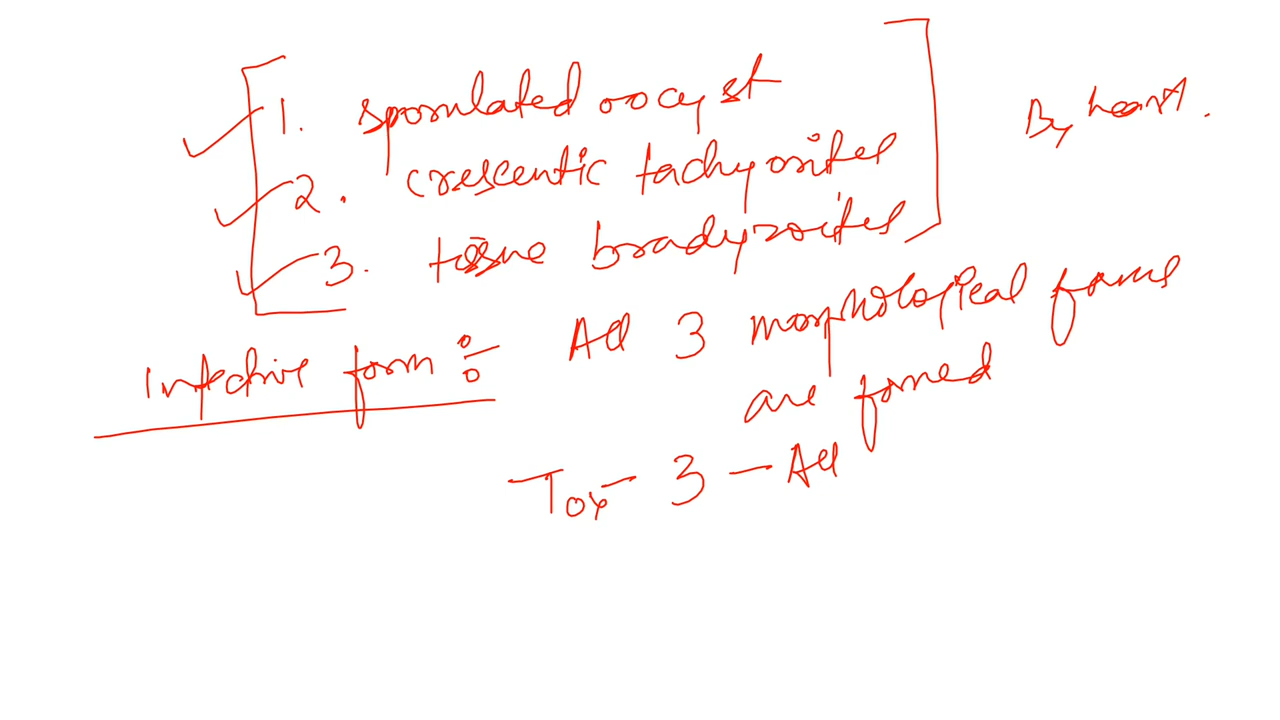 1. sporulated oocyst
2. crescentic tachyzoites
3. tissue bradyzoites
By heart.
Infective form : All 3 morphological forms
are formed
Tox - 3 - All